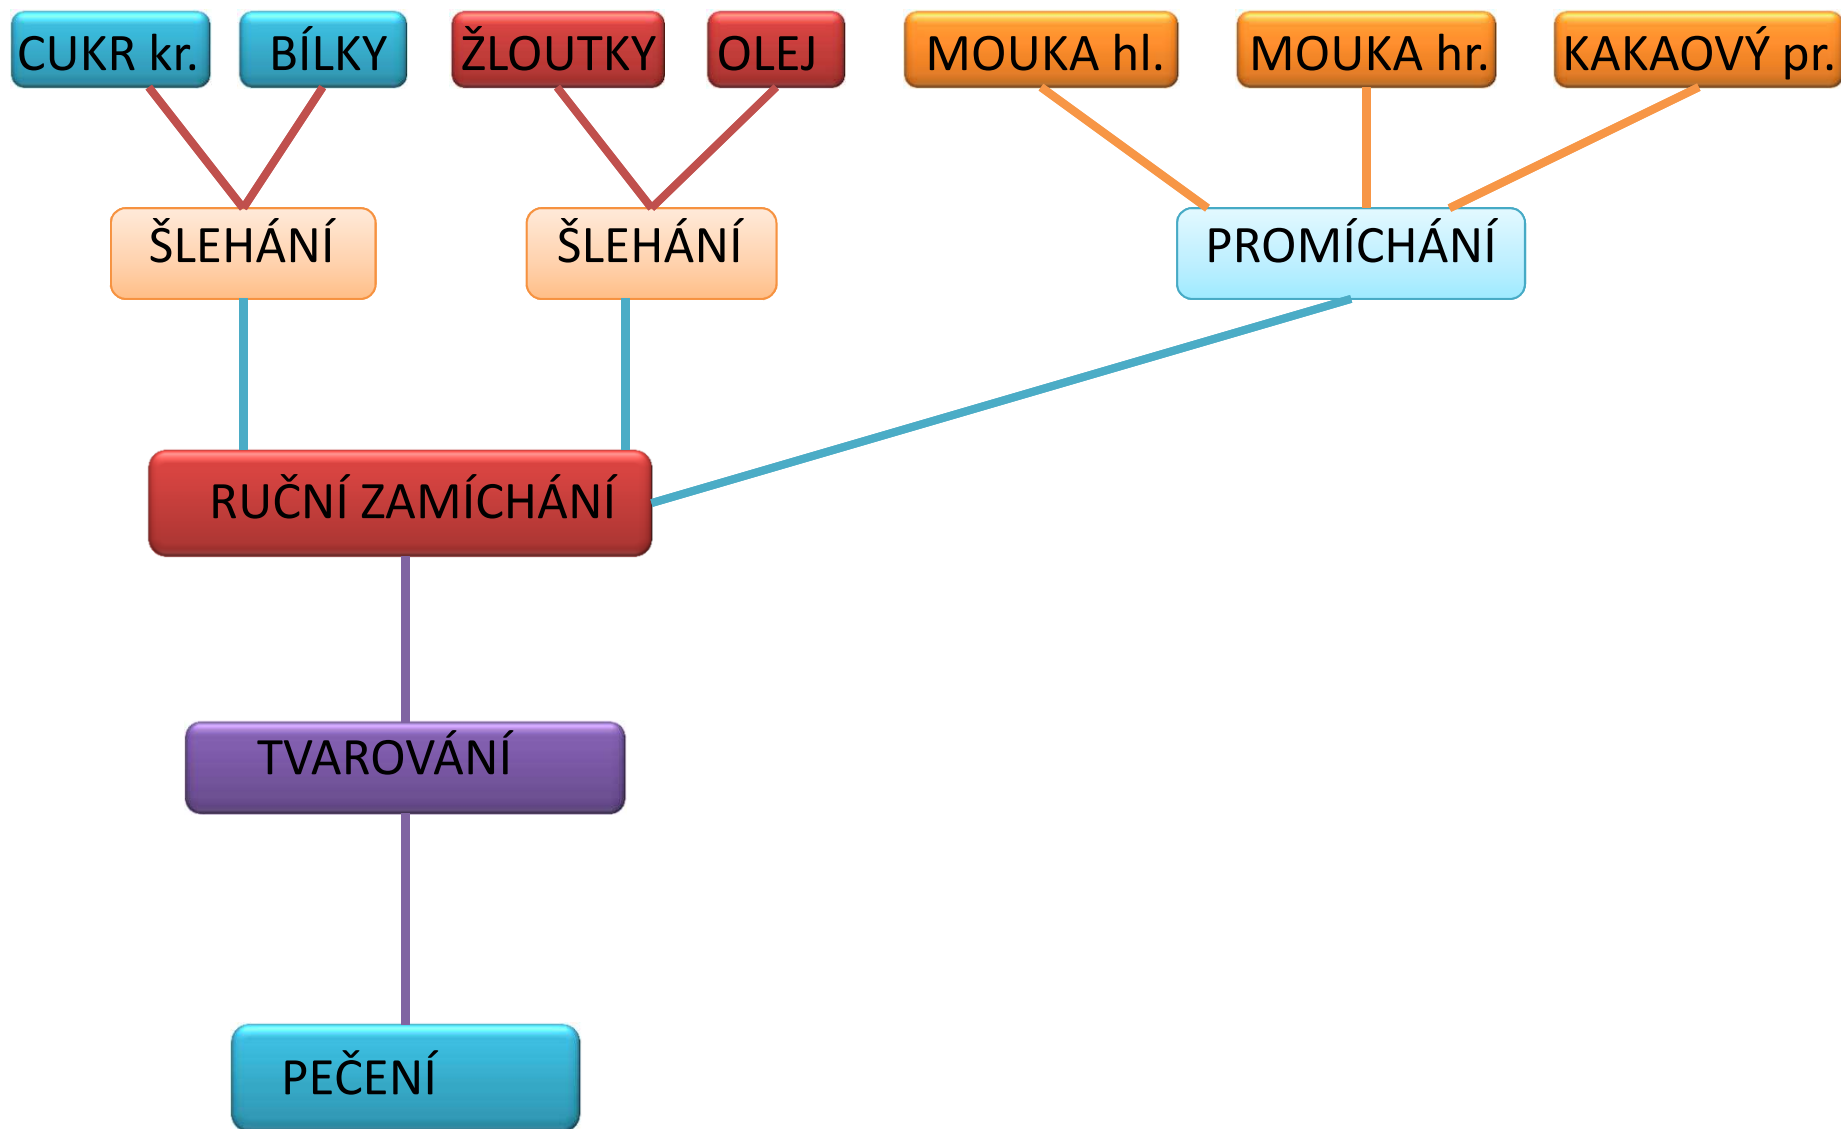 CUKR kr.
BÍLKY
ŽLOUTKY
OLEJ
MOUKA hl.
MOUKA hr.
KAKAOVÝ pr.
ŠLEHÁNÍ
ŠLEHÁNÍ
PROMÍCHÁNÍ
RUČNÍ ZAMÍCHÁNÍ
TVAROVÁNÍ
PEČENÍ